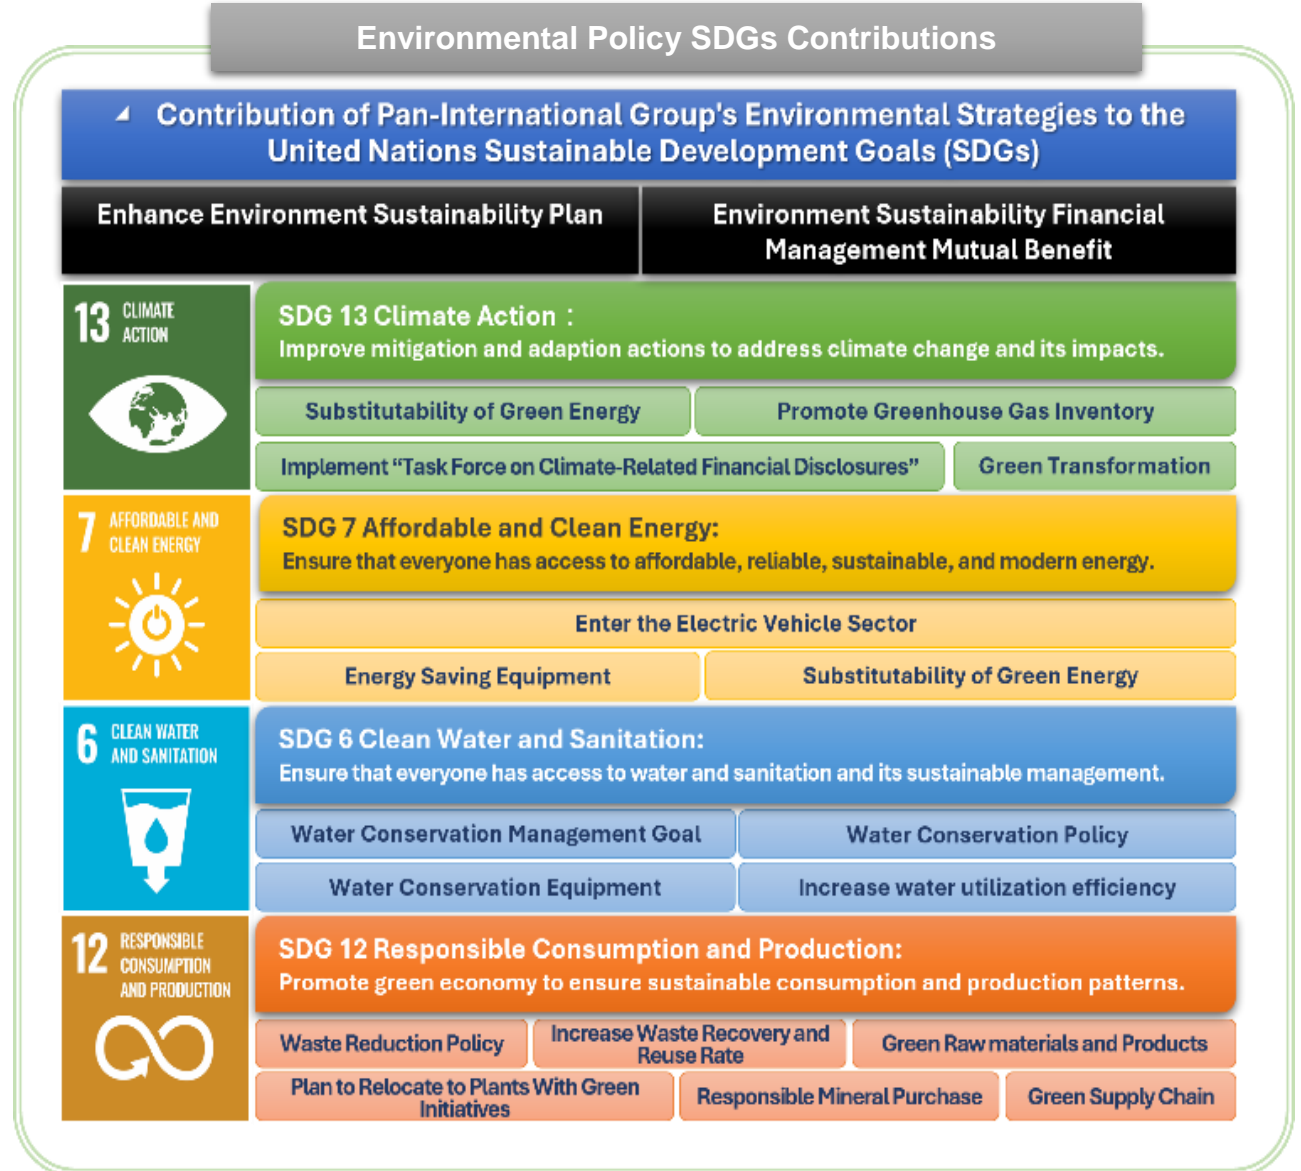 Environmental Policy SDGs Contributions
Contribution of Pan-International Group's Environmental Strategies to the
United Nations Sustainable Development Goals (SDGs)
Enhance Environment Sustainability Plan
Environment Sustainability Financial
Management Mutual Benefit
13 CLIMATE
ACTION
SDG 13 Climate Action：
Improve mitigation and adaption actions to address climate change and its impacts.
Substitutability of Green Energy
Promote Greenhouse Gas Inventory
Implement “Task Force on Climate-Related Financial Disclosures”
Green Transformation
7 AFFORDABLE AND
CLEAN ENERGY
SDG 7 Affordable and Clean Energy:
Ensure that everyone has access to affordable, reliable, sustainable, and modern energy.
Enter the Electric Vehicle Sector
Energy Saving Equipment
Substitutability of Green Energy
6 CLEAN WATER
AND SANITATION
SDG 6 Clean Water and Sanitation:
Ensure that everyone has access to water and sanitation and its sustainable management.
Water Conservation Management Goal
Water Conservation Policy
Water Conservation Equipment
Increase water utilization efficiency
12 RESPONSIBLE
CONSUMPTION
AND PRODUCTION
SDG 12 Responsible Consumption and Production:
Promote green economy to ensure sustainable consumption and production patterns.
Waste Reduction Policy
Increase Waste Recovery and
Reuse Rate
Green Raw materials and Products
Plan to Relocate to Plants With Green
Initiatives
Responsible Mineral Purchase
Green Supply Chain